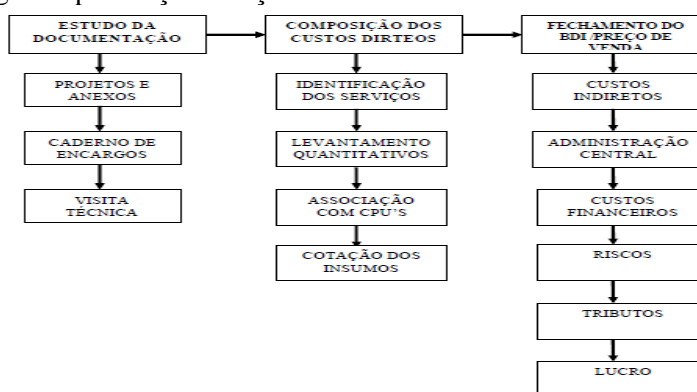 ESTUDO DA
DOCUMENTAÇÃO
PROJETOS E
ANEXOS
CADERNO DE
ENCARGOS
VISITA
TÉCNICA
COMPOSIÇÃO DOS
CUSTOS DIRTEOS
IDENTIFICAÇÃO
DOS SERVIÇOS
LEVANTAMENTO
QUANTITATIVOS
ASSOCIAÇÃO
COM CPU'S
COTAÇÃO DOS
INSUMOS
FECHAMENTO DO
BDI /PREÇO DE
VENDA
CUSTOS
INDIRETOS
ADMINISTRAÇÃO
CENTRAL
CUSTOS
FINANCEIROS
RISCOS
TRIBUTOS
LUCRO